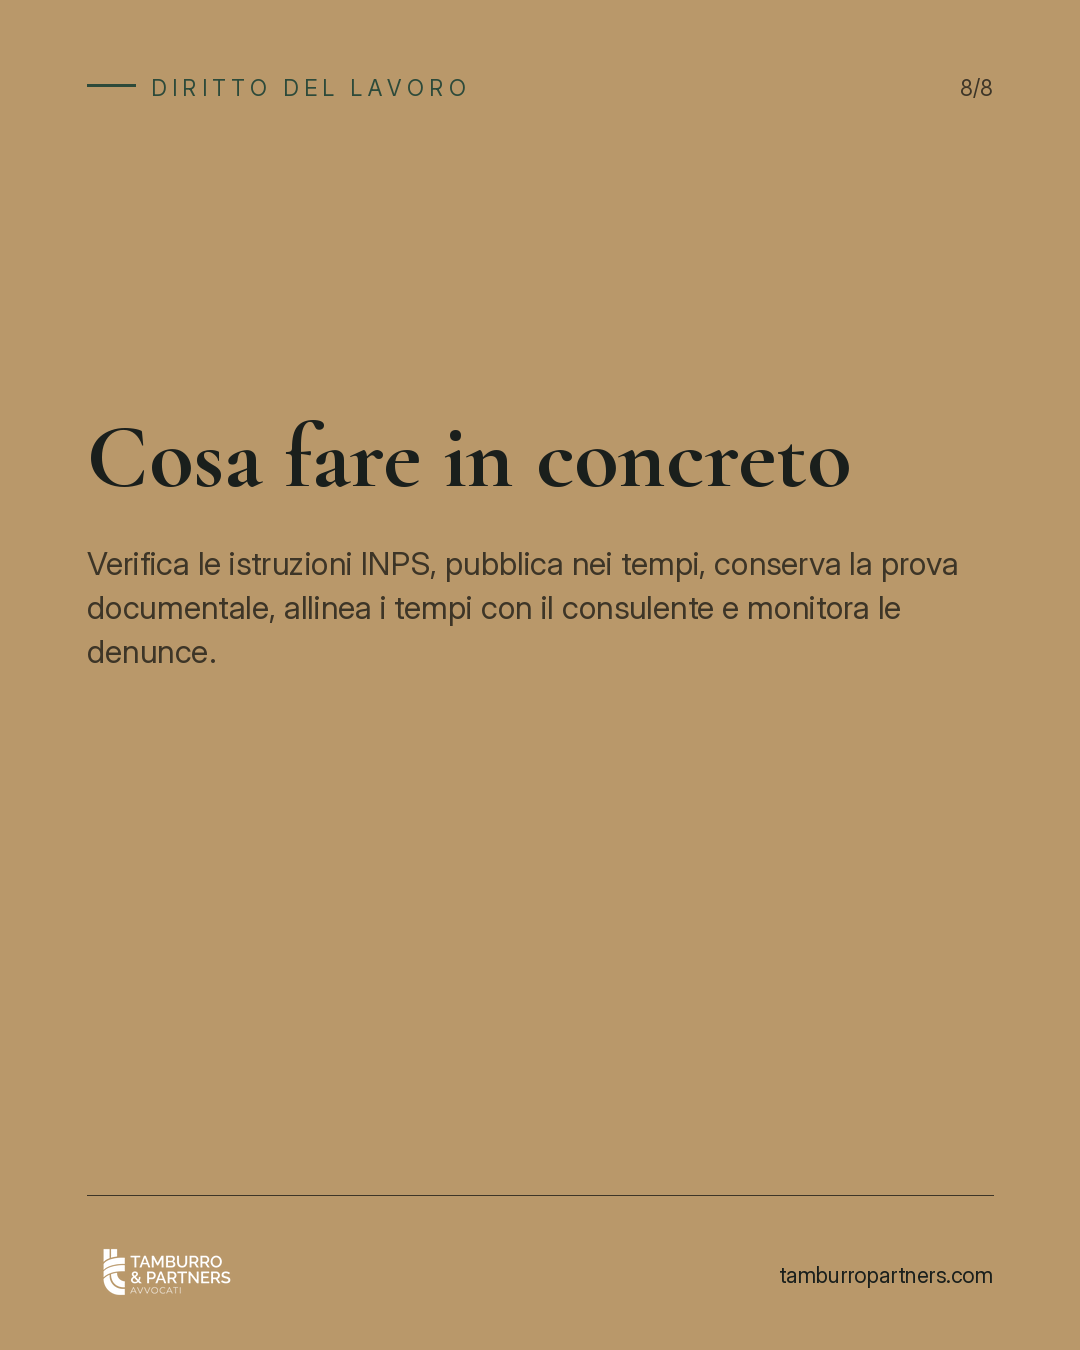 DIRITTO DEL LAVORO
8/8
Cosa fare in concreto
Verifica le istruzioni INPS, pubblica nei tempi, conserva la prova
documentale, allinea i tempi con il consulente e monitora le
denunce.
TAMBURRO
& PARTNERS
AVVOCATI
tamburropartners.com